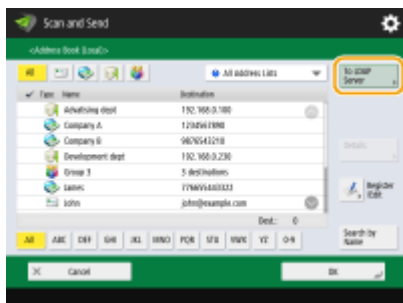 Scan and Send
<Address Book (Local)>
All
All Address Lists
To LDAP
Server
Type
Name
Destination
Advertising dept
192.168.0.100
Company A
1234567890
Company B
9876543210
Details
Development dept
192.168.0.230
Group 3
5 destinations
James
John
john@example.com
Register/
Edit
Dest.: 0
All
ABC
DEF
GHI
JKL
MNO
PQR
STU
VWX
YZ
0-9
Search by
Name
Cancel
OK